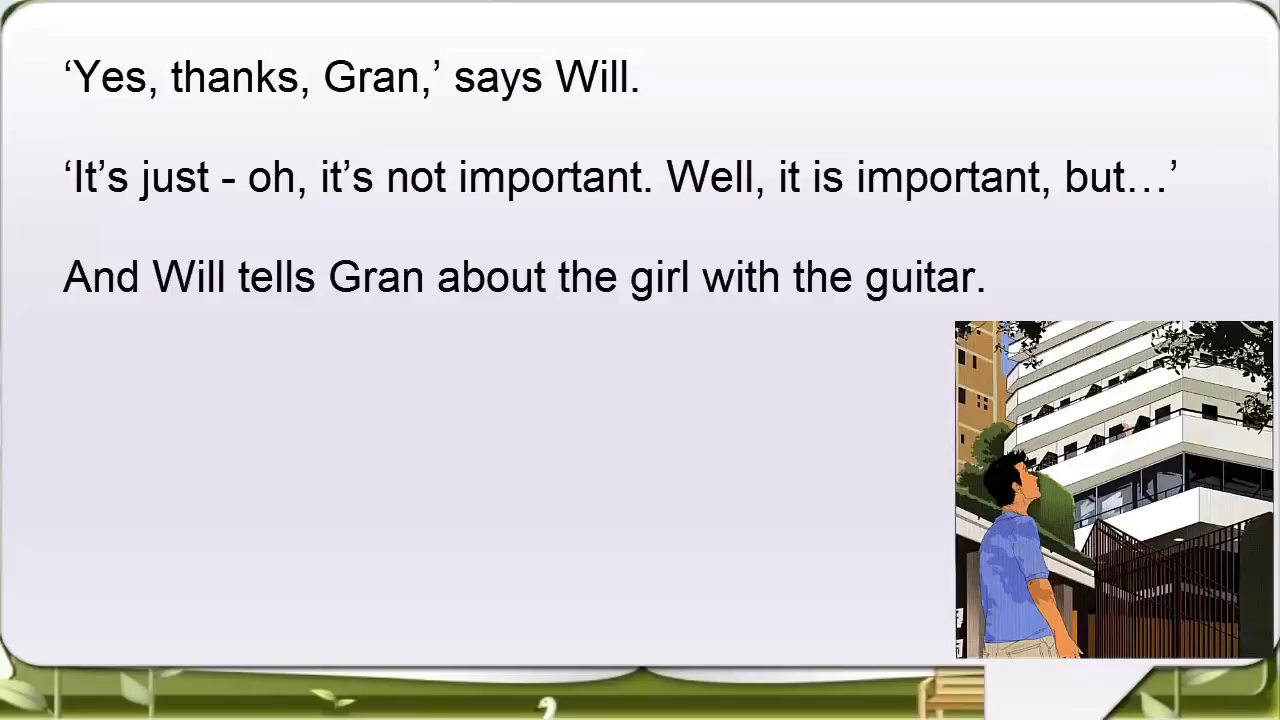 ‘Yes, thanks, Gran,’ says Will.
‘It’s just - oh, it’s not important. Well, it is important, but…’
And Will tells Gran about the girl with the guitar.